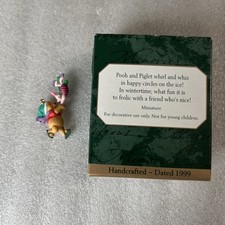 Pooh and Piglet whirl and whiz
in happy circles on the ice!
In wintertime, what fun it is
to frolic with a friend who's nice!
Miniature
For decorative use only. Not for young children.
Handcrafted – Dated 1999